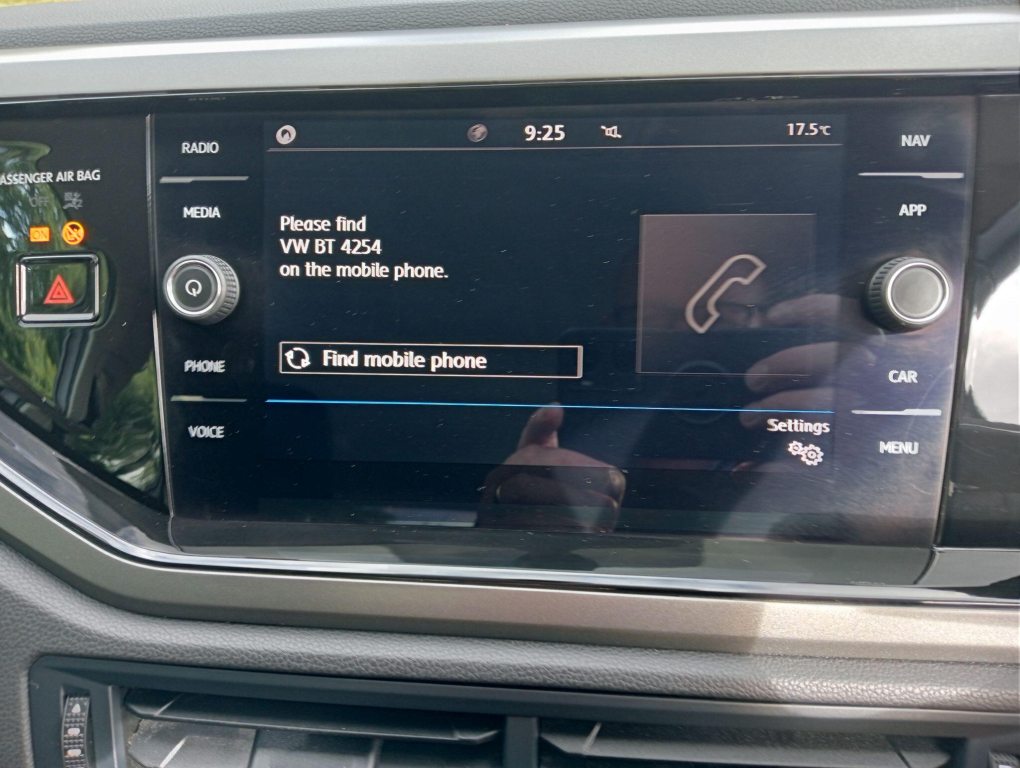 9:25
17.5°C
RADIO
NAV
ASSENGER AIR BAG
OFF
ON
MEDIA
APP
Please find
VW BT 4254
on the mobile phone.
Find mobile phone
PHONE
CAR
VOICE
Settings
MENU